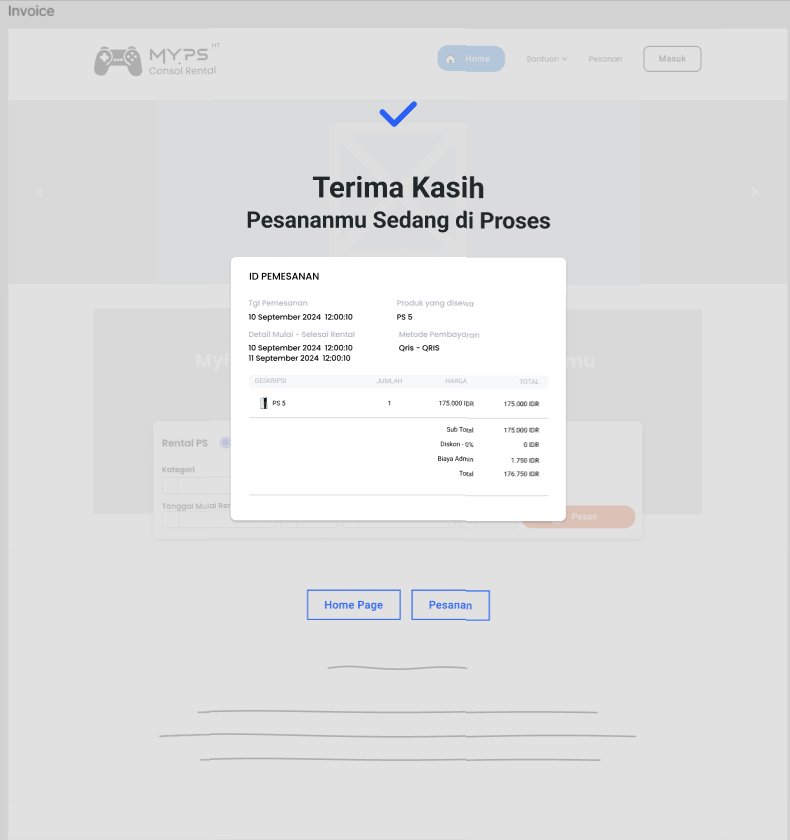 Invoice
MYPS HT
Consol Rental
Home
Bantuan
Pesanan
Masuk
Terima Kasih
Pesananmu Sedang di Proses
ID PEMESANAN
Tgl Pemesanan Produk yang disewa
10 September 2024 12:00:10 PS 5
Detail Mulai - Selesai Rental Metode Pembayaran
10 September 2024 12:00:10 Qris - QRIS
11 September 2024 12:00:10
DESKRIPSI JUMLAH HARGA TOTAL
PS 5 1 175.000 IDR 175.000 IDR
Sub Total 175.000 IDR
Diskon - 0% 0 IDR
Biaya Admin 1.750 IDR
Total 176.750 IDR
MyP mu
Rental PS
Kategori
Tanggal Mulai Ren
Pesan
Home Page
Pesanan